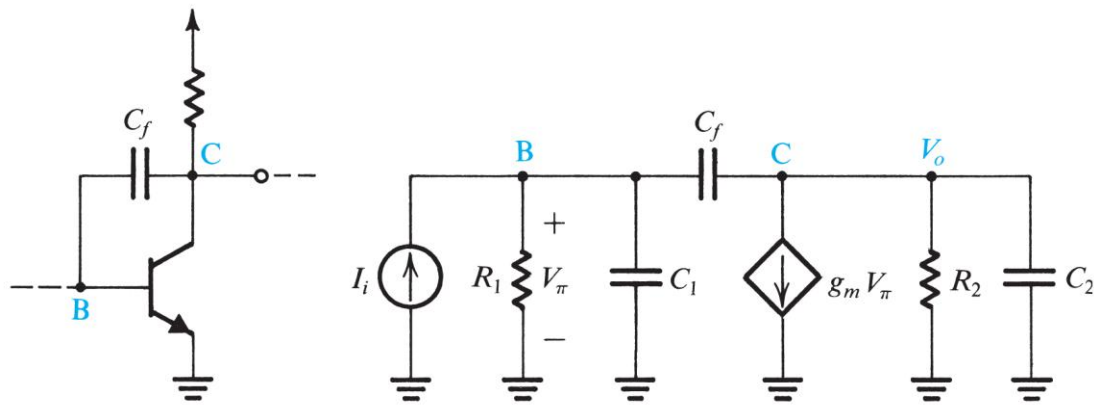 C_f
C
B
B
C_f
C
V_o
I_i
R_1
+
V_π
−
C_1
g_m V_π
R_2
C_2